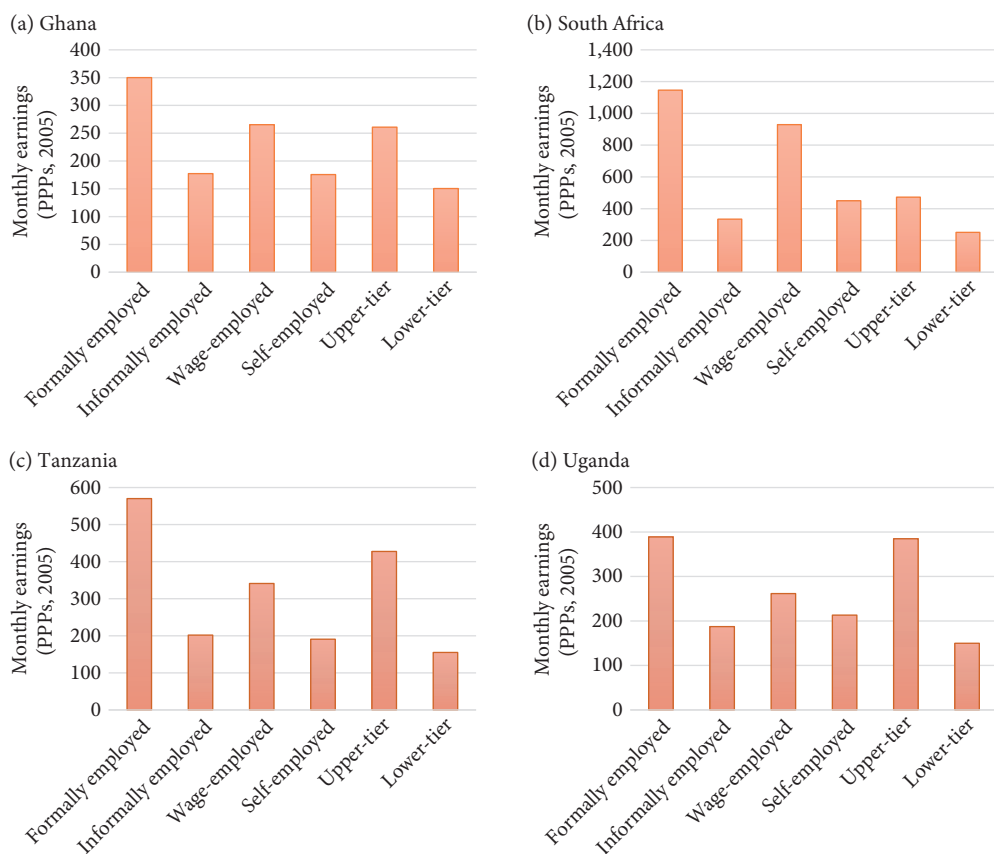 (a) Ghana
Monthly earnings
(PPPs, 2005)
400
350
300
250
200
150
100
50
0
Formally employed
Informally employed
Wage-employed
Self-employed
Upper-tier
Lower-tier
(b) South Africa
Monthly earnings
(PPPs, 2005)
1,400
1,200
1,000
800
600
400
200
0
Formally employed
Informally employed
Wage-employed
Self-employed
Upper-tier
Lower-tier
(c) Tanzania
Monthly earnings
(PPPs, 2005)
600
500
400
300
200
100
0
Formally employed
Informally employed
Wage-employed
Self-employed
Upper-tier
Lower-tier
(d) Uganda
Monthly earnings
(PPPs, 2005)
500
400
300
200
100
0
Formally employed
Informally employed
Wage-employed
Self-employed
Upper-tier
Lower-tier